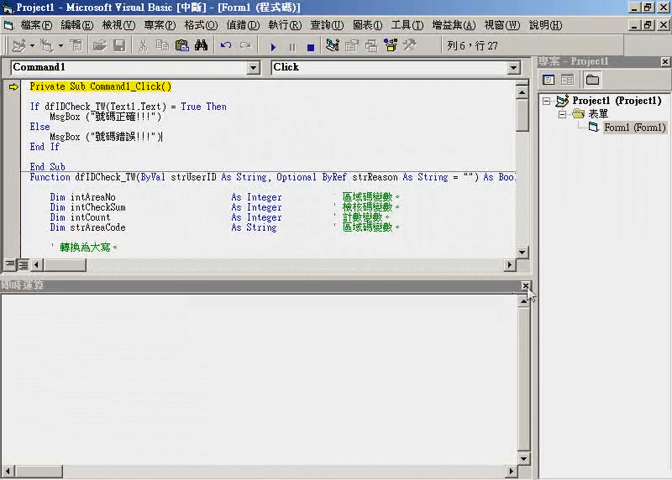 Project1 - Microsoft Visual Basic [中斷] - [Form1 (程式碼)]
檔案(F) 編輯(E) 檢視(V) 專案(P) 格式(O) 偵錯(D) 執行(R) 查詢(U) 圖表(I) 工具(T) 增益集(A) 視窗(W) 說明(H)
列 6, 行 27
Command1 Click
Private Sub Command1_Click()
If dfIDCheck_TW(Text1.Text) = True Then
MsgBox ("號碼正確!!!")
Else
MsgBox ("號碼錯誤!!!")
End If
End Sub
Function dfIDCheck_TW(ByVal strUserID As String, Optional ByRef strReason As String = "") As Boo
Dim intAreaNo As Integer ' 區域碼變數。
Dim intCheckSum As Integer ' 檢核碼變數。
Dim intCount As Integer ' 計數變數。
Dim strAreaCode As String ' 區域碼變數。
' 轉換為大寫。
即時運算
專案 - Project1
Project1 (Project1)
表單
Form1 (Form1)